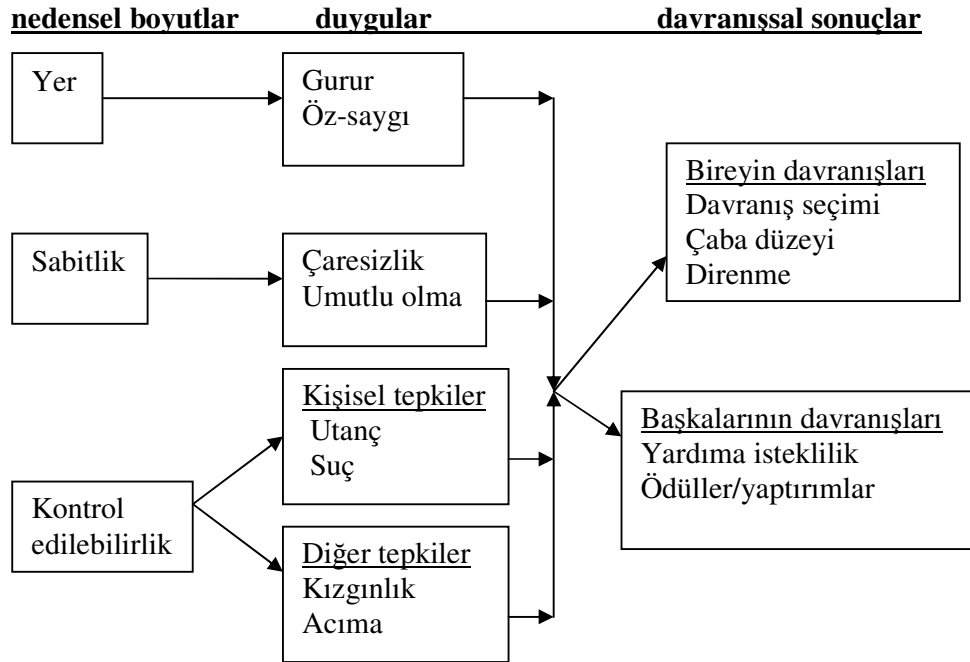 nedensel boyutlar duygular davranışsal sonuçlar
Yer
Gurur
Öz-saygı
Sabitlik
Çaresizlik
Umutlu olma
Kontrol
edilebilirlik
Kişisel tepkiler
Utanç
Suç
Diğer tepkiler
Kızgınlık
Acıma
Bireyin davranışları
Davranış seçimi
Çaba düzeyi
Direnme
Başkalarının davranışları
Yardıma isteklilik
Ödüller/yaptırımlar